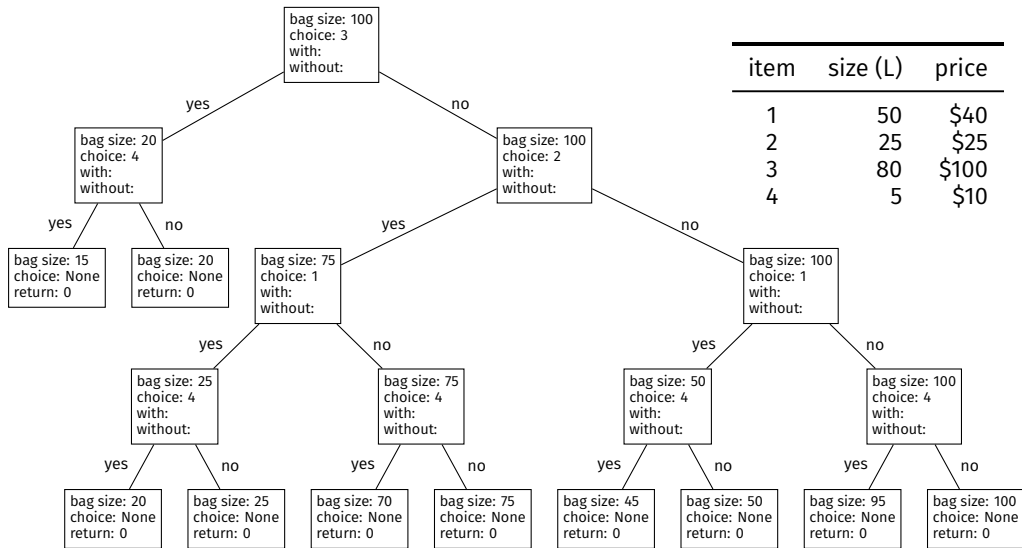 bag size: 100
choice: 3
with:
without:
item size (L) price
1 50 $40
2 25 $25
3 80 $100
4 5 $10
yes
no
bag size: 20
choice: 4
with:
without:
bag size: 100
choice: 2
with:
without:
yes
no
yes
no
bag size: 15
choice: None
return: 0
bag size: 20
choice: None
return: 0
bag size: 75
choice: 1
with:
without:
bag size: 100
choice: 1
with:
without:
yes
no
yes
no
bag size: 25
choice: 4
with:
without:
bag size: 75
choice: 4
with:
without:
bag size: 50
choice: 4
with:
without:
bag size: 100
choice: 4
with:
without:
yes
no
yes
no
yes
no
yes
no
bag size: 20
choice: None
return: 0
bag size: 25
choice: None
return: 0
bag size: 70
choice: None
return: 0
bag size: 75
choice: None
return: 0
bag size: 45
choice: None
return: 0
bag size: 50
choice: None
return: 0
bag size: 95
choice: None
return: 0
bag size: 100
choice: None
return: 0